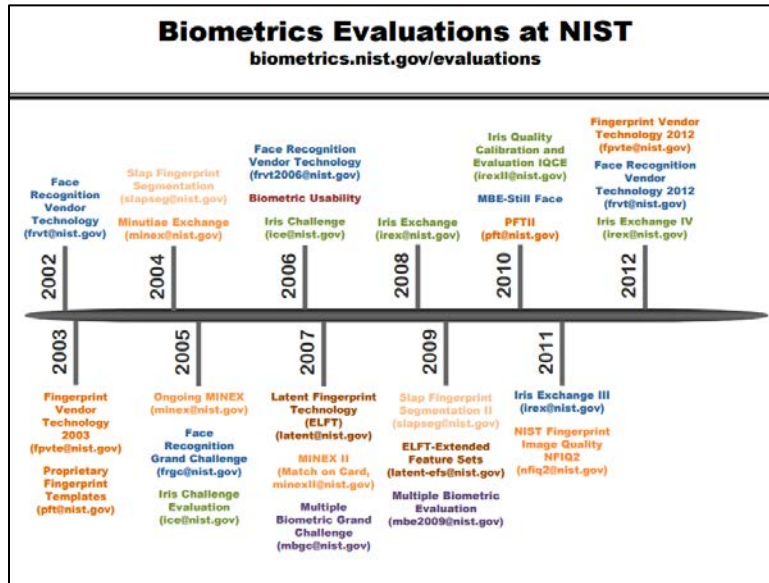 Biometrics Evaluations at NIST
biometrics.nist.gov/evaluations
Face
Recognition
Vendor
Technology
(frvt@nist.gov)
2002
Slap Fingerprint
Segmentation
(slapseg@nist.gov)
Minutiae Exchange
(minex@nist.gov)
2004
Face Recognition
Vendor Technology
(frvt2006@nist.gov)
Biometric Usability
Iris Challenge
(ice@nist.gov)
2006
Iris Exchange
(irex@nist.gov)
2008
Iris Quality
Calibration and
Evaluation IQCE
(irexII@nist.gov)
MBE-Still Face
PFTII
(pft@nist.gov)
2010
Fingerprint Vendor
Technology 2012
(fpvte@nist.gov)
Face Recognition
Vendor
Technology 2012
(frvt@nist.gov)
Iris Exchange IV
(irex@nist.gov)
2012
2003
Fingerprint
Vendor
Technology
2003
(fpvte@nist.gov)
Proprietary
Fingerprint
Templates
(pft@nist.gov)
2005
Ongoing MINEX
(minex@nist.gov)
Face
Recognition
Grand Challenge
(frgc@nist.gov)
Iris Challenge
Evaluation
(ice@nist.gov)
2007
Latent Fingerprint
Technology
(ELFT)
(latent@nist.gov)
MINEX II
(Match on Card,
minexII@nist.gov)
Multiple
Biometric Grand
Challenge
(mbgc@nist.gov)
2009
Slap Fingerprint
Segmentation II
(slapseg@nist.gov)
ELFT-Extended
Feature Sets
(latent-efs@nist.gov)
Multiple Biometric
Evaluation
(mbe2009@nist.gov)
2011
Iris Exchange III
(irex@nist.gov)
NIST Fingerprint
Image Quality
NFIQ2
(nfiq2@nist.gov)